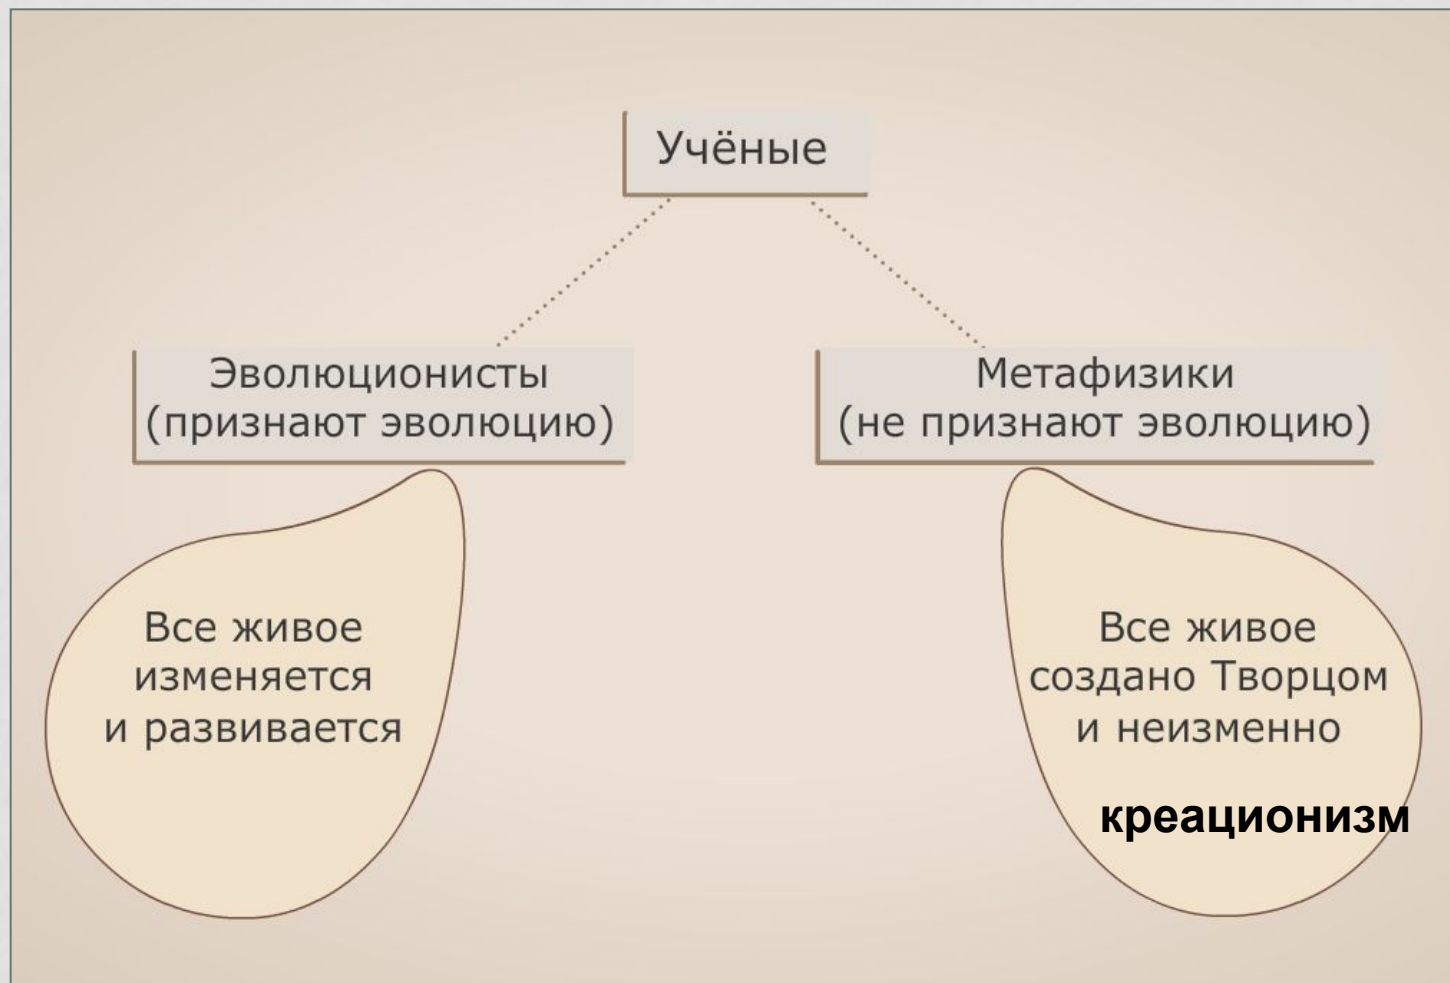 Учёные
Эволюционисты
(признают эволюцию)
Метафизики
(не признают эволюцию)
Все живое
изменяется
и развивается
Все живое
создано Творцом
и неизменно
креационизм